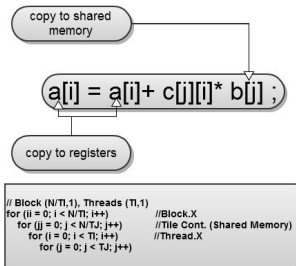 copy to shared
memory
a[i] = a[i]+ c[j][i]* b[j] ;
copy to registers
// Block (N/TI,1), Threads (TI,1)
for (ii = 0; i < N/TI; i++) //Block.X
for (jj = 0; j < N/TJ; j++) //Tile Cont. (Shared Memory)
for (i = 0; i < TI; i++) //Thread.X
for (j = 0; j < TJ; j++)